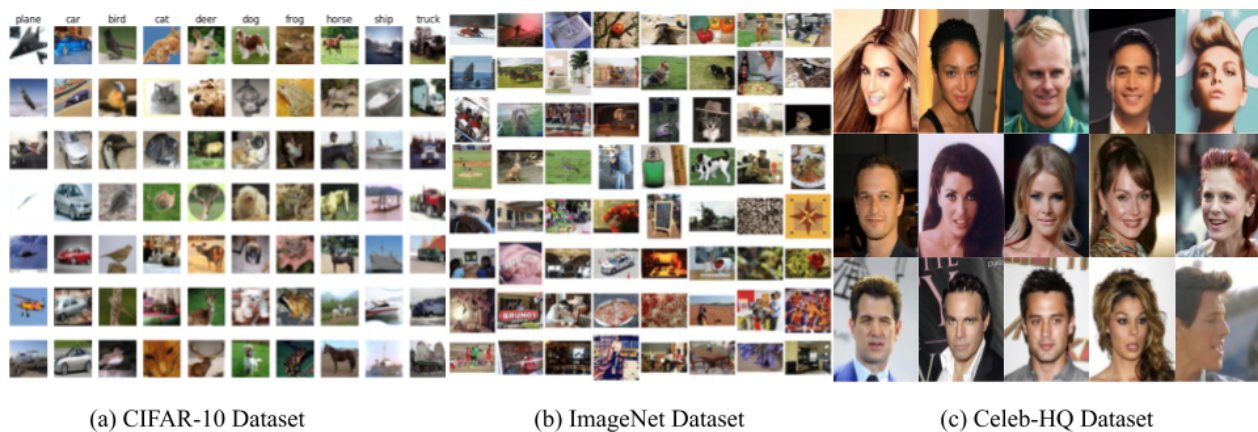 plane car bird cat deer dog frog horse ship truck
(a) CIFAR-10 Dataset (b) ImageNet Dataset (c) Celeb-HQ Dataset